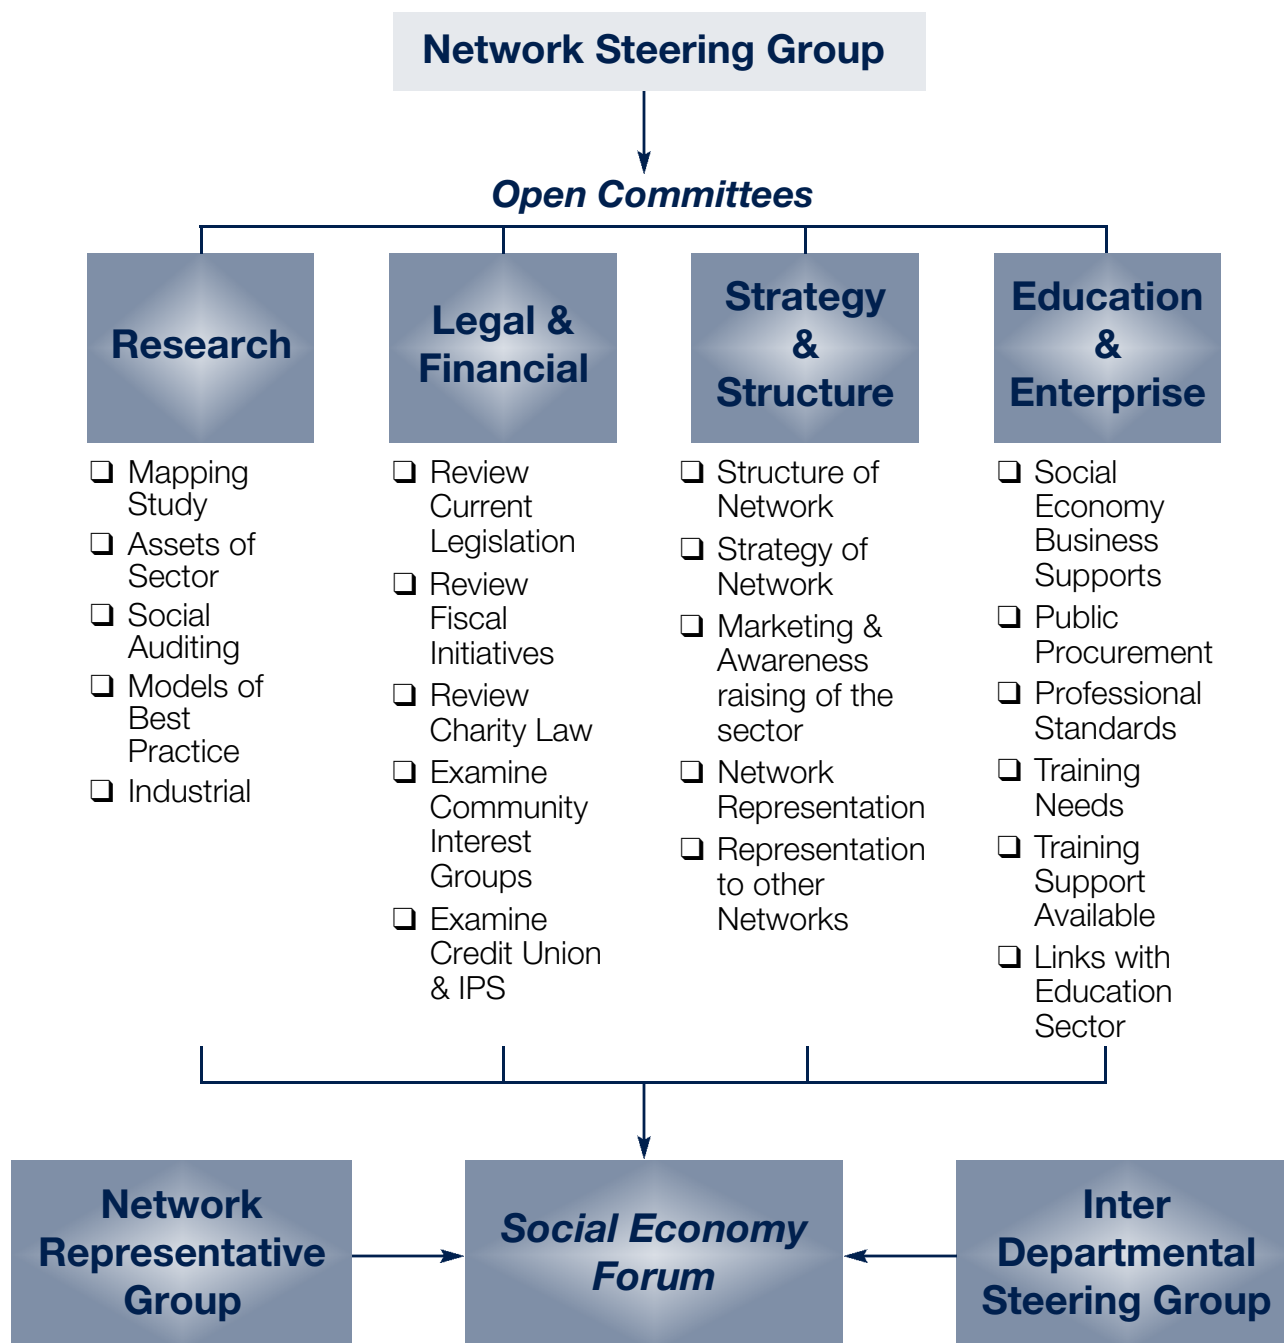 Network Steering Group
Open Committees
Research
❑ Mapping
Study
❑ Assets of
Sector
❑ Social
Auditing
❑ Models of
Best
Practice
❑ Industrial
Legal &
Financial
❑ Review
Current
Legislation
❑ Review
Fiscal
Initiatives
❑ Review
Charity Law
❑ Examine
Community
Interest
Groups
❑ Examine
Credit Union
& IPS
Strategy
&
Structure
❑ Structure of
Network
❑ Strategy of
Network
❑ Marketing &
Awareness
raising of the
sector
❑ Network
Representation
❑ Representation
to other
Networks
Education
&
Enterprise
❑ Social
Economy
Business
Supports
❑ Public
Procurement
❑ Professional
Standards
❑ Training
Needs
❑ Training
Support
Available
❑ Links with
Education
Sector
Network
Representative
Group
Social Economy
Forum
Inter
Departmental
Steering Group